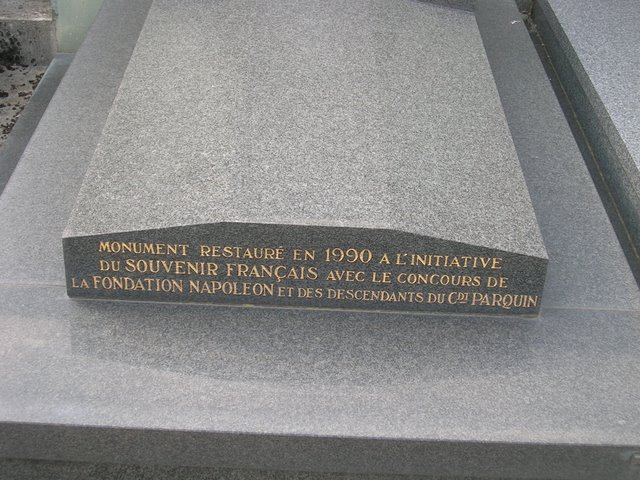 MONUMENT RESTAURÉ EN 1990 A L'INITIATIVE
DU SOUVENIR FRANÇAIS AVEC LE CONCOURS DE
LA FONDATION NAPOLEON ET DES DESCENDANTS DU CDT PARQUIN